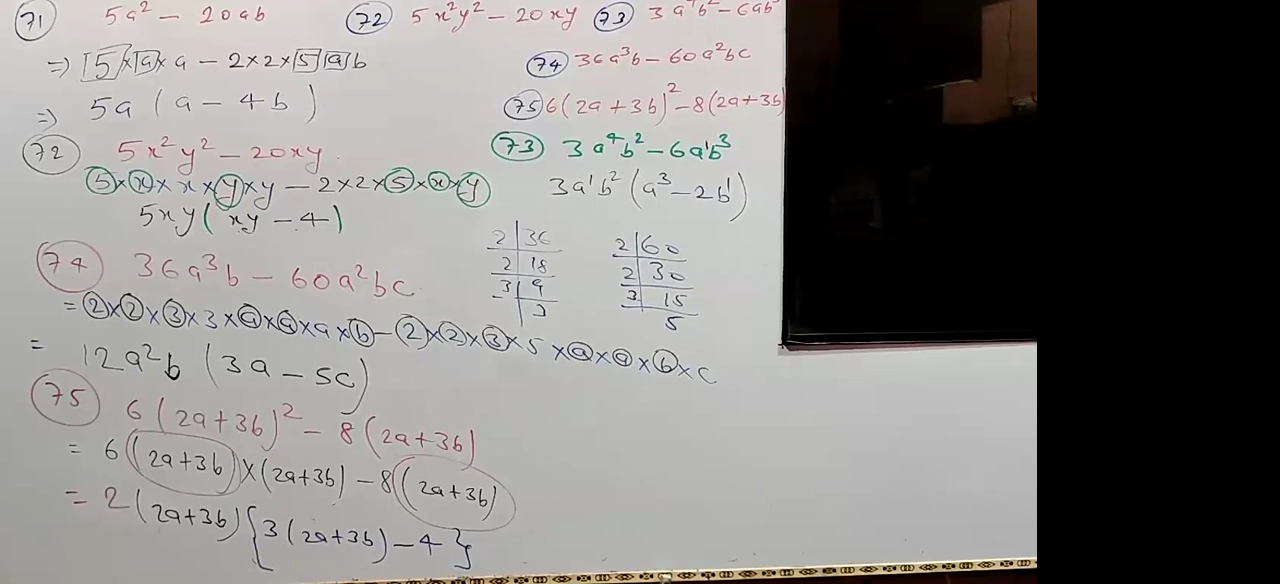 71) 5a² - 20ab 72) 5x²y² - 20xy 73) 3a⁴b² - 6ab³
=> 5×a×a - 2×2×5 a b 74) 36a³b - 60a²bc
=> 5a (a - 4b) 75) 6(2a+3b)² - 8(2a+3b)
72) 5x²y² - 20xy. 73) 3a⁴b² - 6a¹b³
5×x×x×y×y - 2×2×5×x×y 3a¹b² (a³ - 2b¹)
5xy (xy - 4)
2 | 36 2 | 60
2 | 18 2 | 30
3 | 9 3 | 15
3 5
74) 36a³b - 60a²bc
= 2×2×3×3×a×a×a×b - 2×2×3×5×a×a×b×c
= 12a²b (3a - 5c)
75) 6(2a+3b)² - 8(2a+3b)
= 6(2a+3b)×(2a+3b) - 8(2a+3b)
= 2(2a+3b){3(2a+3b) - 4}